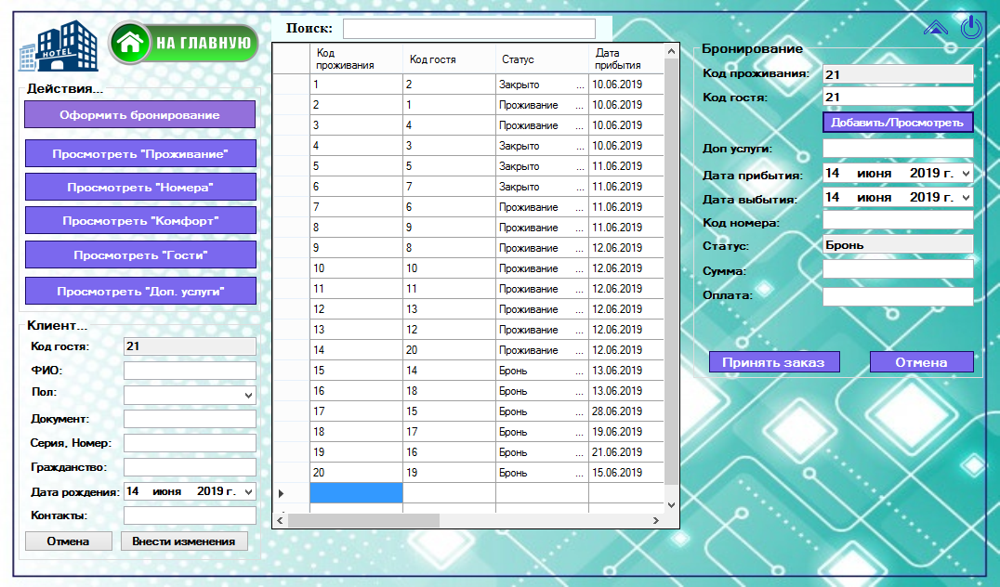 HOTEL
НА ГЛАВНУЮ
Действия...
Оформить бронирование
Просмотреть "Проживание"
Просмотреть "Номера"
Просмотреть "Комфорт"
Просмотреть "Гости"
Просмотреть "Доп. услуги"
Клиент...
Код гостя: 21
ФИО:
Пол:
Документ:
Серия, Номер:
Гражданство:
Дата рождения: 14 июня 2019 г.
Контакты:
Отмена Внести изменения
Поиск:
Код проживания Код гостя Статус Дата прибытия
1 2 Закрыто ... 10.06.2019
2 1 Проживание ... 10.06.2019
3 4 Проживание ... 10.06.2019
4 3 Закрыто ... 10.06.2019
5 5 Закрыто ... 11.06.2019
6 7 Закрыто ... 11.06.2019
7 6 Проживание ... 11.06.2019
8 9 Проживание ... 11.06.2019
9 8 Проживание ... 12.06.2019
10 10 Проживание ... 12.06.2019
11 11 Проживание ... 12.06.2019
12 13 Проживание ... 12.06.2019
13 12 Проживание ... 12.06.2019
14 20 Проживание ... 12.06.2019
15 14 Бронь ... 13.06.2019
16 18 Бронь ... 13.06.2019
17 15 Бронь ... 28.06.2019
18 17 Бронь ... 19.06.2019
19 16 Бронь ... 21.06.2019
20 19 Бронь ... 15.06.2019
Бронирование
Код проживания: 21
Код гостя: 21
Добавить/Просмотреть
Доп услуги:
Дата прибытия: 14 июня 2019 г.
Дата выбытия: 14 июня 2019 г.
Код номера:
Статус: Бронь
Сумма:
Оплата:
Принять заказ Отмена